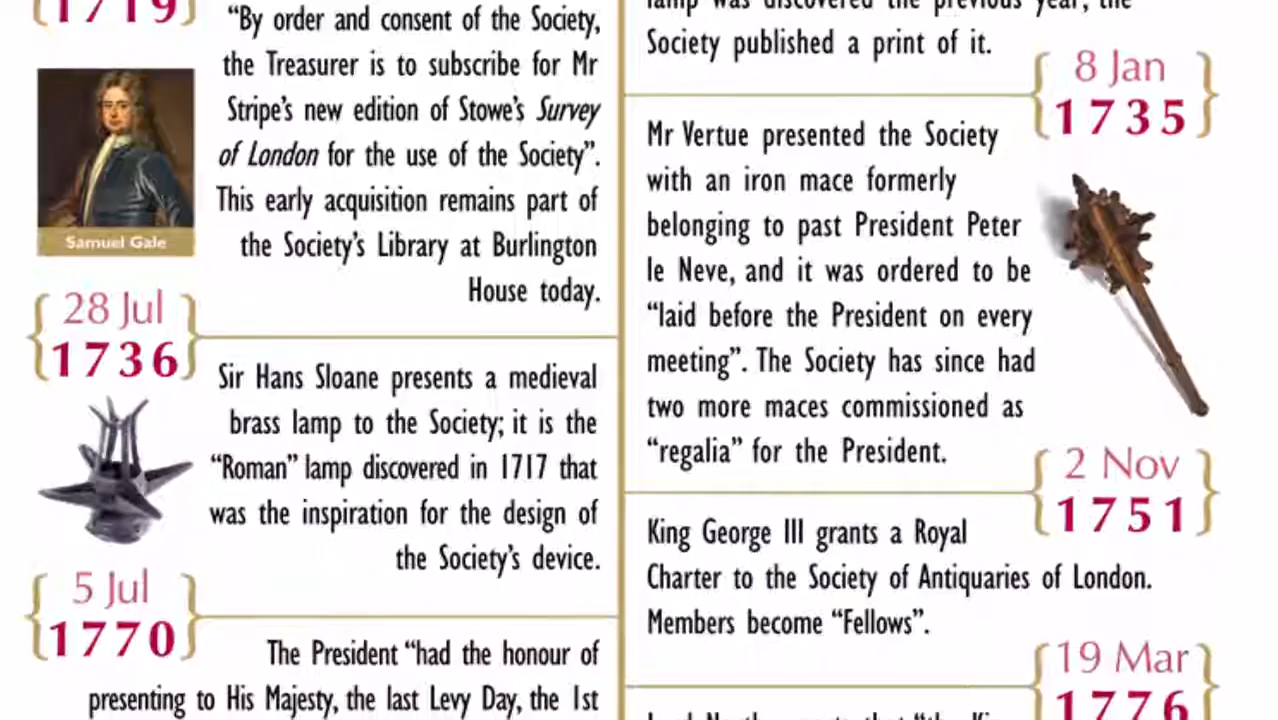 1719
"By order and consent of the Society,
the Treasurer is to subscribe for Mr
Stripe's new edition of Stowe's Survey
of London for the use of the Society".
This early acquisition remains part of
the Society's Library at Burlington
House today.
Samuel Gale
28 Jul
1736
Sir Hans Sloane presents a medieval
brass lamp to the Society; it is the
"Roman" lamp discovered in 1717 that
was the inspiration for the design of
the Society's device.
5 Jul
1770
The President "had the honour of
presenting to His Majesty, the last Levy Day, the 1st
lamp was discovered the previous year, the
Society published a print of it.
8 Jan
1735
Mr Vertue presented the Society
with an iron mace formerly
belonging to past President Peter
le Neve, and it was ordered to be
"laid before the President on every
meeting". The Society has since had
two more maces commissioned as
"regalia" for the President.
2 Nov
1751
King George III grants a Royal
Charter to the Society of Antiquaries of London.
Members become "Fellows".
19 Mar
1776